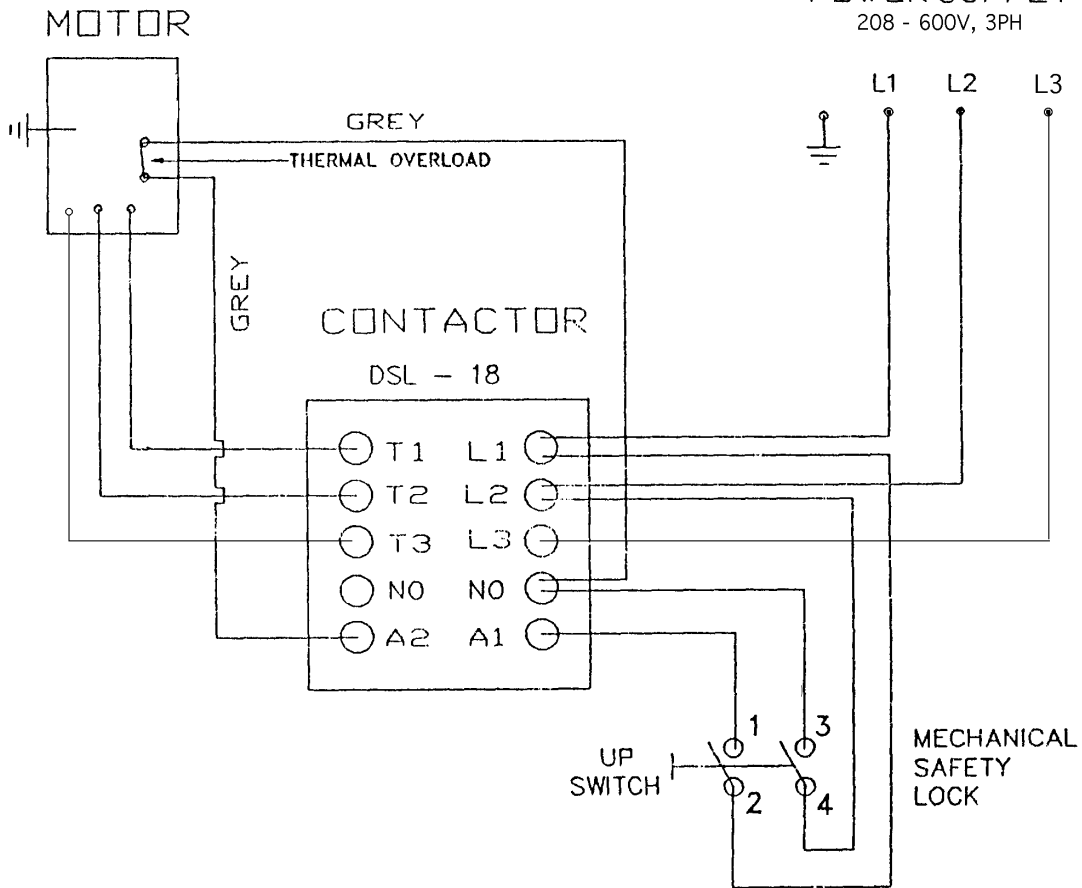 MOTOR
208 - 600V, 3PH
L1 L2 L3
GREY
THERMAL OVERLOAD
GREY
CONTACTOR
DSL - 18
T1 L1
T2 L2
T3 L3
NO NO
A2 A1
1 3
UP
SWITCH
2 4
MECHANICAL
SAFETY
LOCK